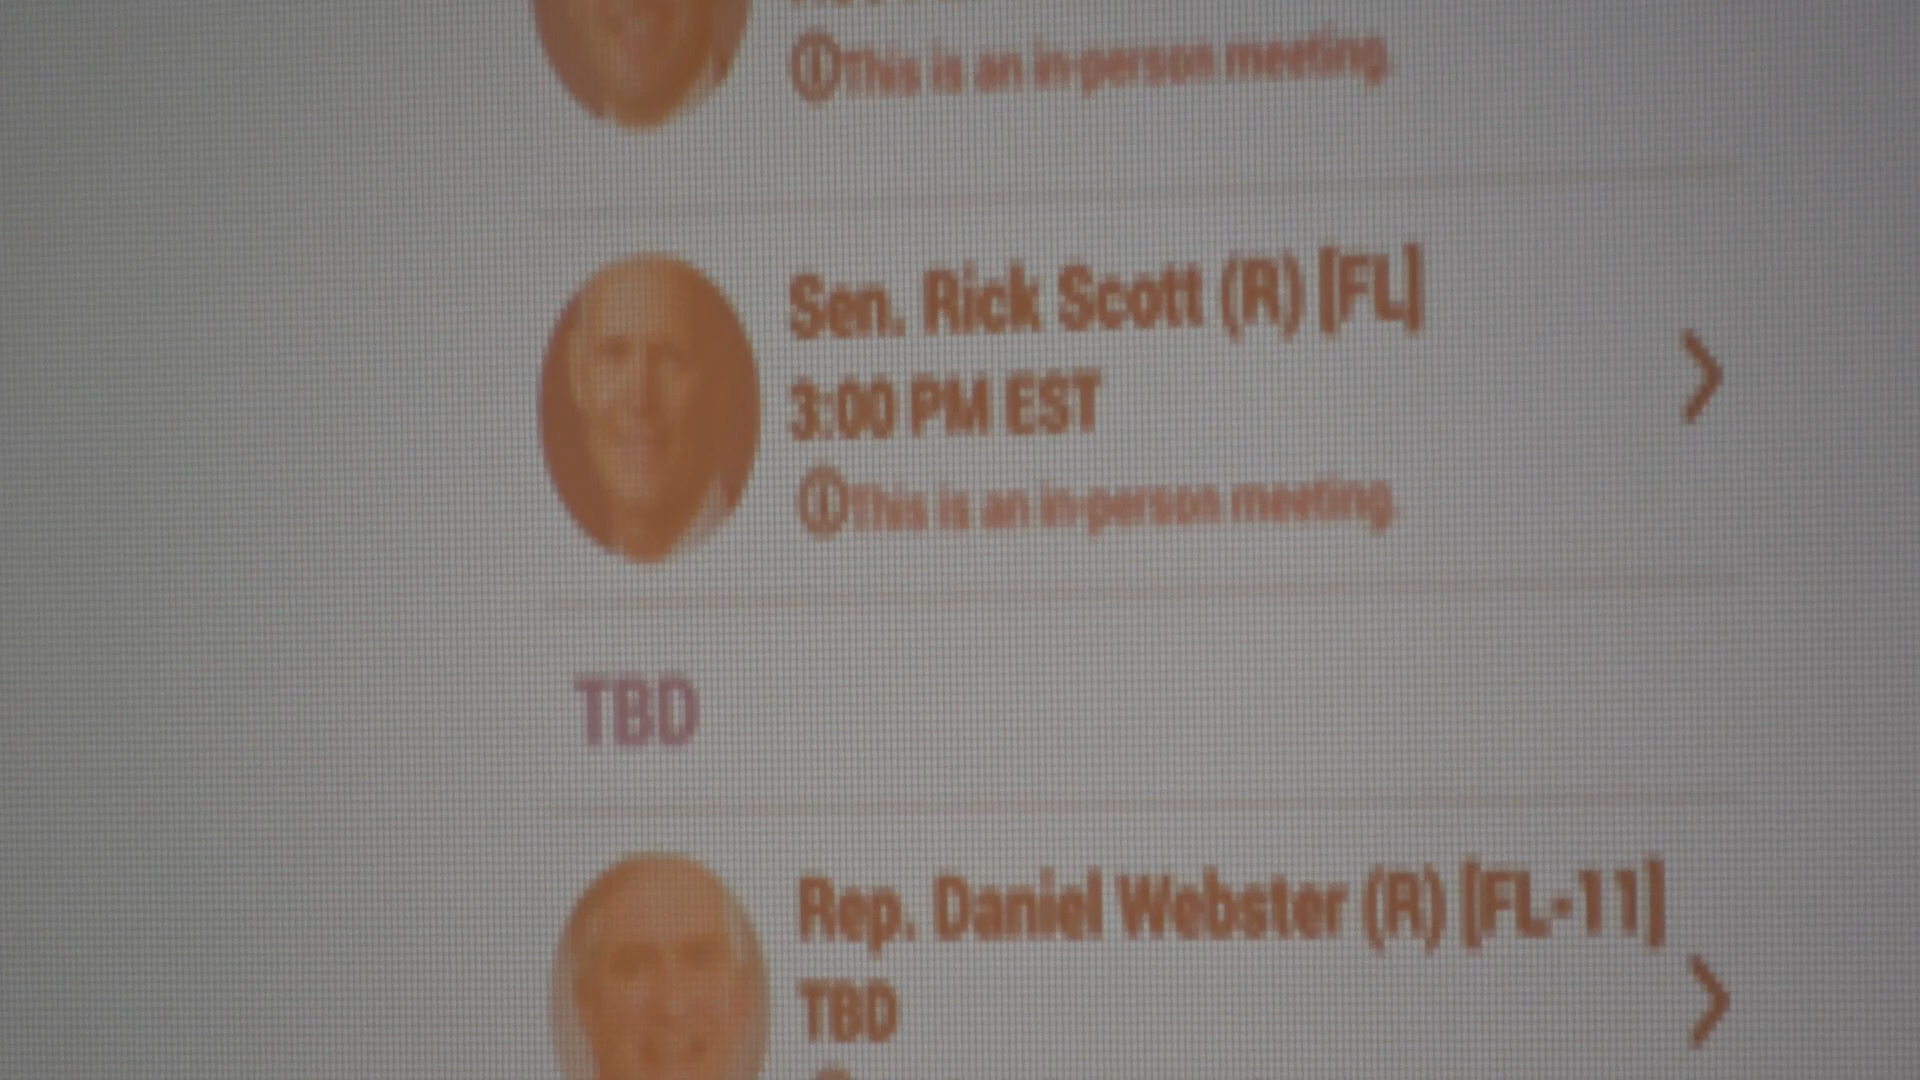 This is an in-person meeting.
Sen. Rick Scott (R) [FL]
3:00 PM EST
This is an in-person meeting.
TBD
Rep. Daniel Webster (R) [FL-11]
TBD